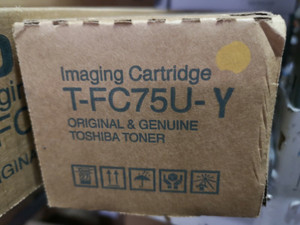 Imaging Cartridge
T-FC75U-Y
ORIGINAL & GENUINE
TOSHIBA TONER